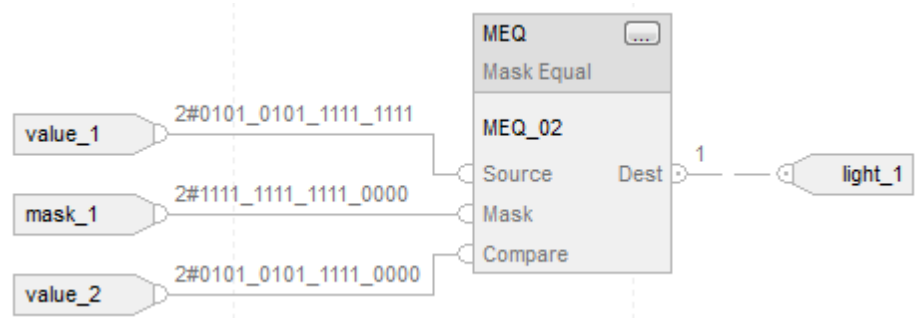 MEQ ...
Mask Equal
2#0101_0101_1111_1111
value_1
MEQ_02
1
Source Dest
light_1
2#1111_1111_1111_0000
mask_1
Mask
Compare
2#0101_0101_1111_0000
value_2